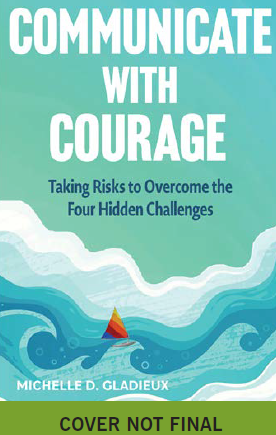 COMMUNICATE
WITH
COURAGE
Taking Risks to Overcome the
Four Hidden Challenges
MICHELLE D. GLADIEUX
COVER NOT FINAL